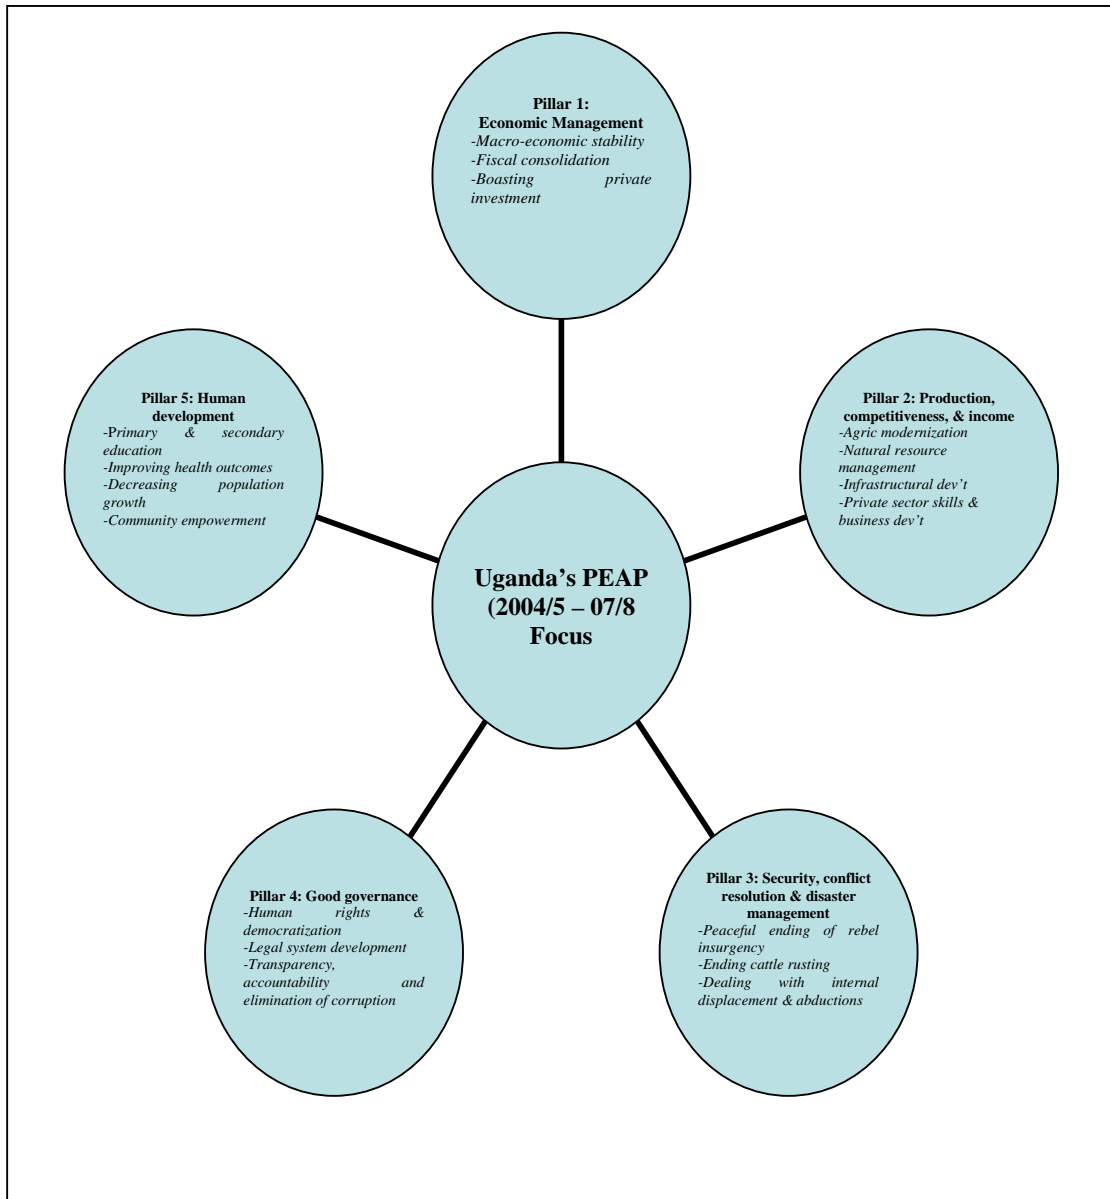 Pillar 1:
Economic Management
-Macro-economic stability
-Fiscal consolidation
-Boasting private
investment
Pillar 5: Human
development
-Primary & secondary
education
-Improving health outcomes
-Decreasing population
growth
-Community empowerment
Pillar 2: Production,
competitiveness, & income
-Agric modernization
-Natural resource
management
-Infrastructural dev’t
-Private sector skills &
business dev’t
Uganda’s PEAP
(2004/5 – 07/8
Focus
Pillar 4: Good governance
-Human rights &
democratization
-Legal system development
-Transparency,
accountability and
elimination of corruption
Pillar 3: Security, conflict
resolution & disaster
management
-Peaceful ending of rebel
insurgency
-Ending cattle rusting
-Dealing with internal
displacement & abductions